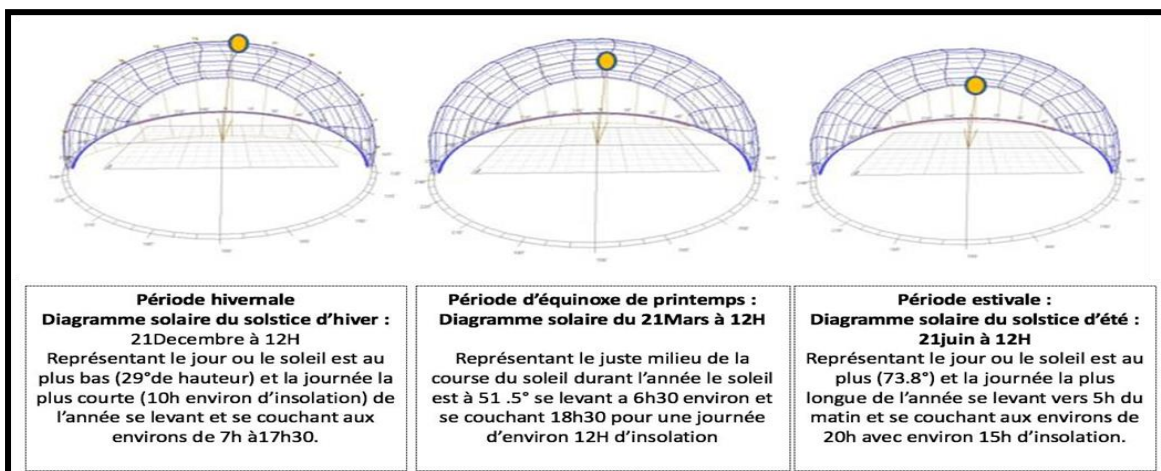 Période hivernale
Diagramme solaire du solstice d’hiver :
21Decembre à 12H
Représentant le jour ou le soleil est au
plus bas (29°de hauteur) et la journée la
plus courte (10h environ d’insolation) de
l’année se levant et se couchant aux
environs de 7h à17h30.
Période d’équinoxe de printemps :
Diagramme solaire du 21Mars à 12H
Représentant le juste milieu de la
course du soleil durant l’année le soleil
est à 51 .5° se levant a 6h30 environ et
se couchant 18h30 pour une journée
d’environ 12H d’insolation
Période estivale :
Diagramme solaire du solstice d’été :
21juin à 12H
Représentant le jour ou le soleil est au
plus (73.8°) et la journée la plus
longue de l’année se levant vers 5h du
matin et se couchant aux environs de
20h avec environ 15h d’insolation.